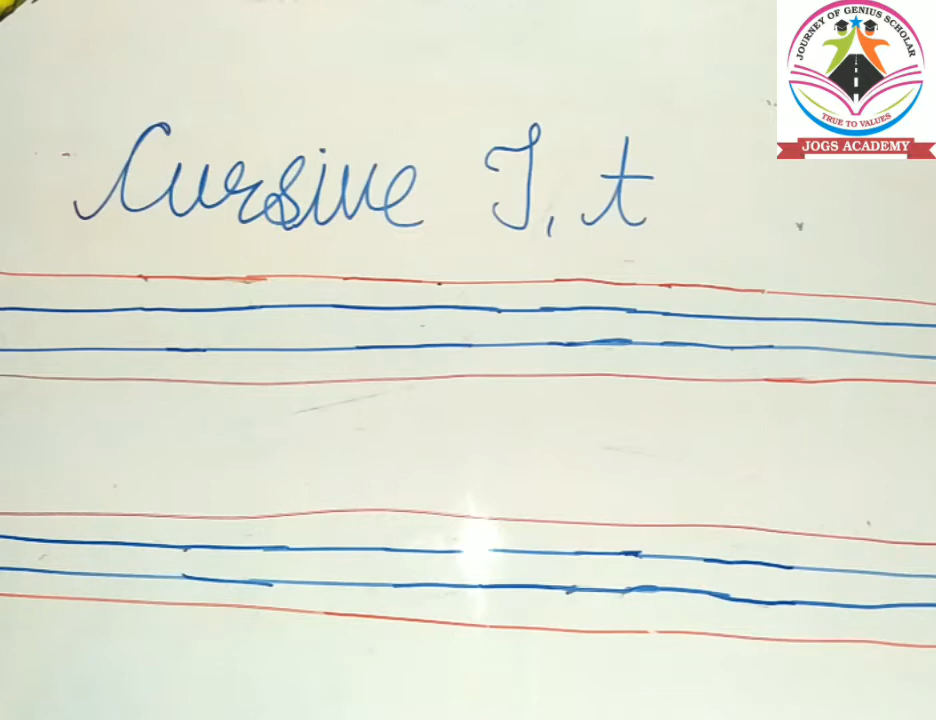 JOURNEY OF GENIUS SCHOLAR
TRUE TO VALUES
JOGS ACADEMY
Cursive T, t